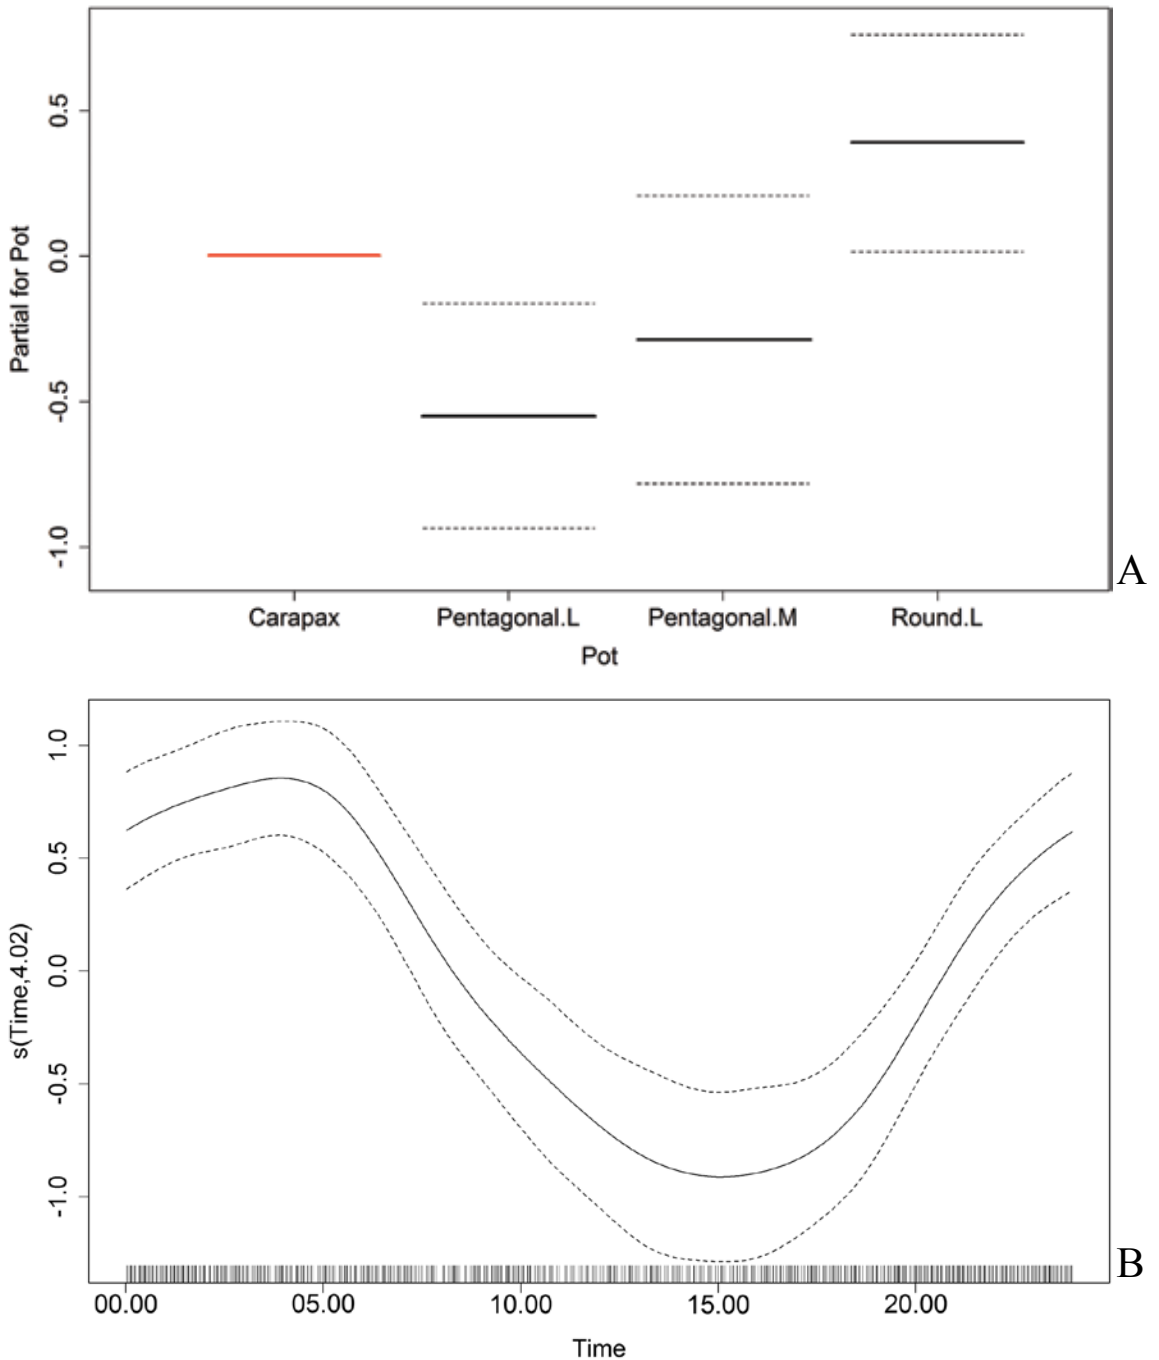 0.5
0.0
-0.5
-1.0
Partial for Pot
Carapax Pentagonal.L Pentagonal.M Round.L
Pot
A
1.0
0.5
0.0
-0.5
-1.0
s(Time,4.02)
00.00 05.00 10.00 15.00 20.00
Time
B